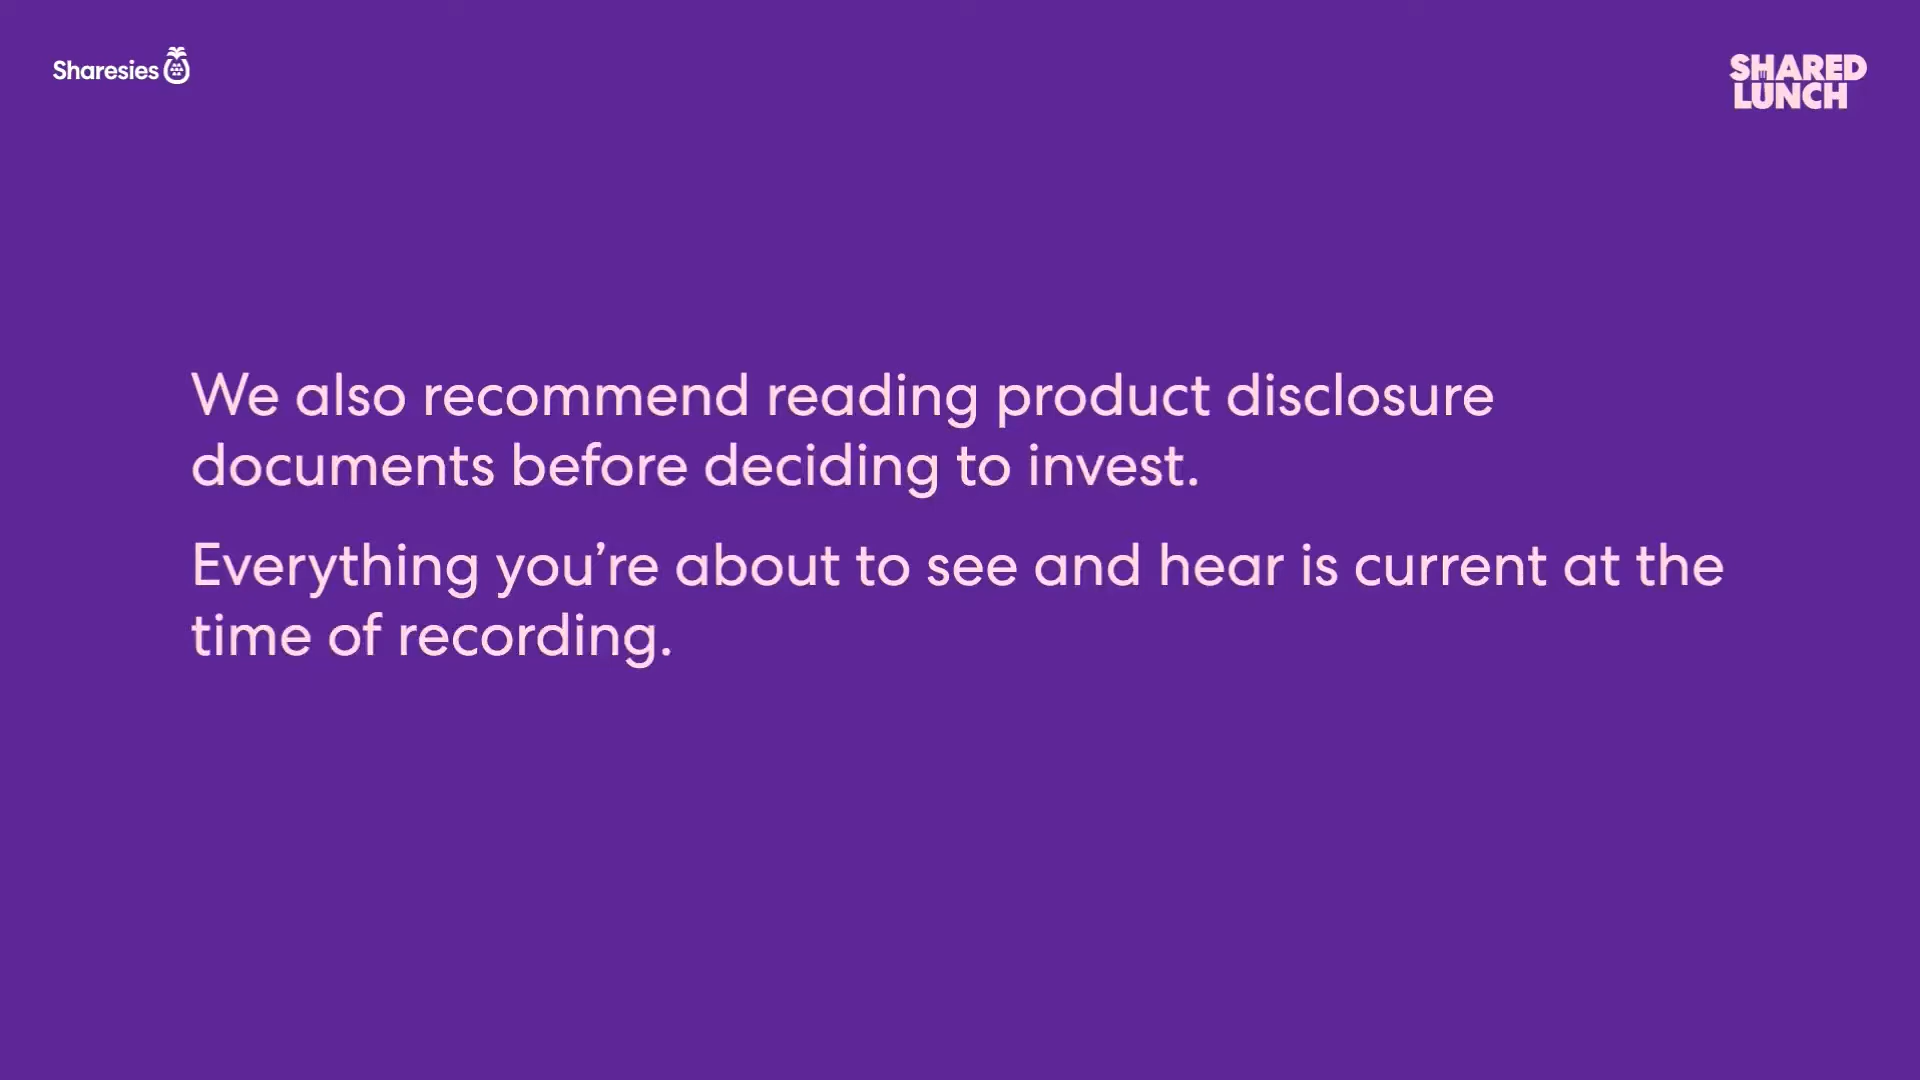 Sharesies
SHARED
LUNCH
We also recommend reading product disclosure
documents before deciding to invest.
Everything you’re about to see and hear is current at the
time of recording.